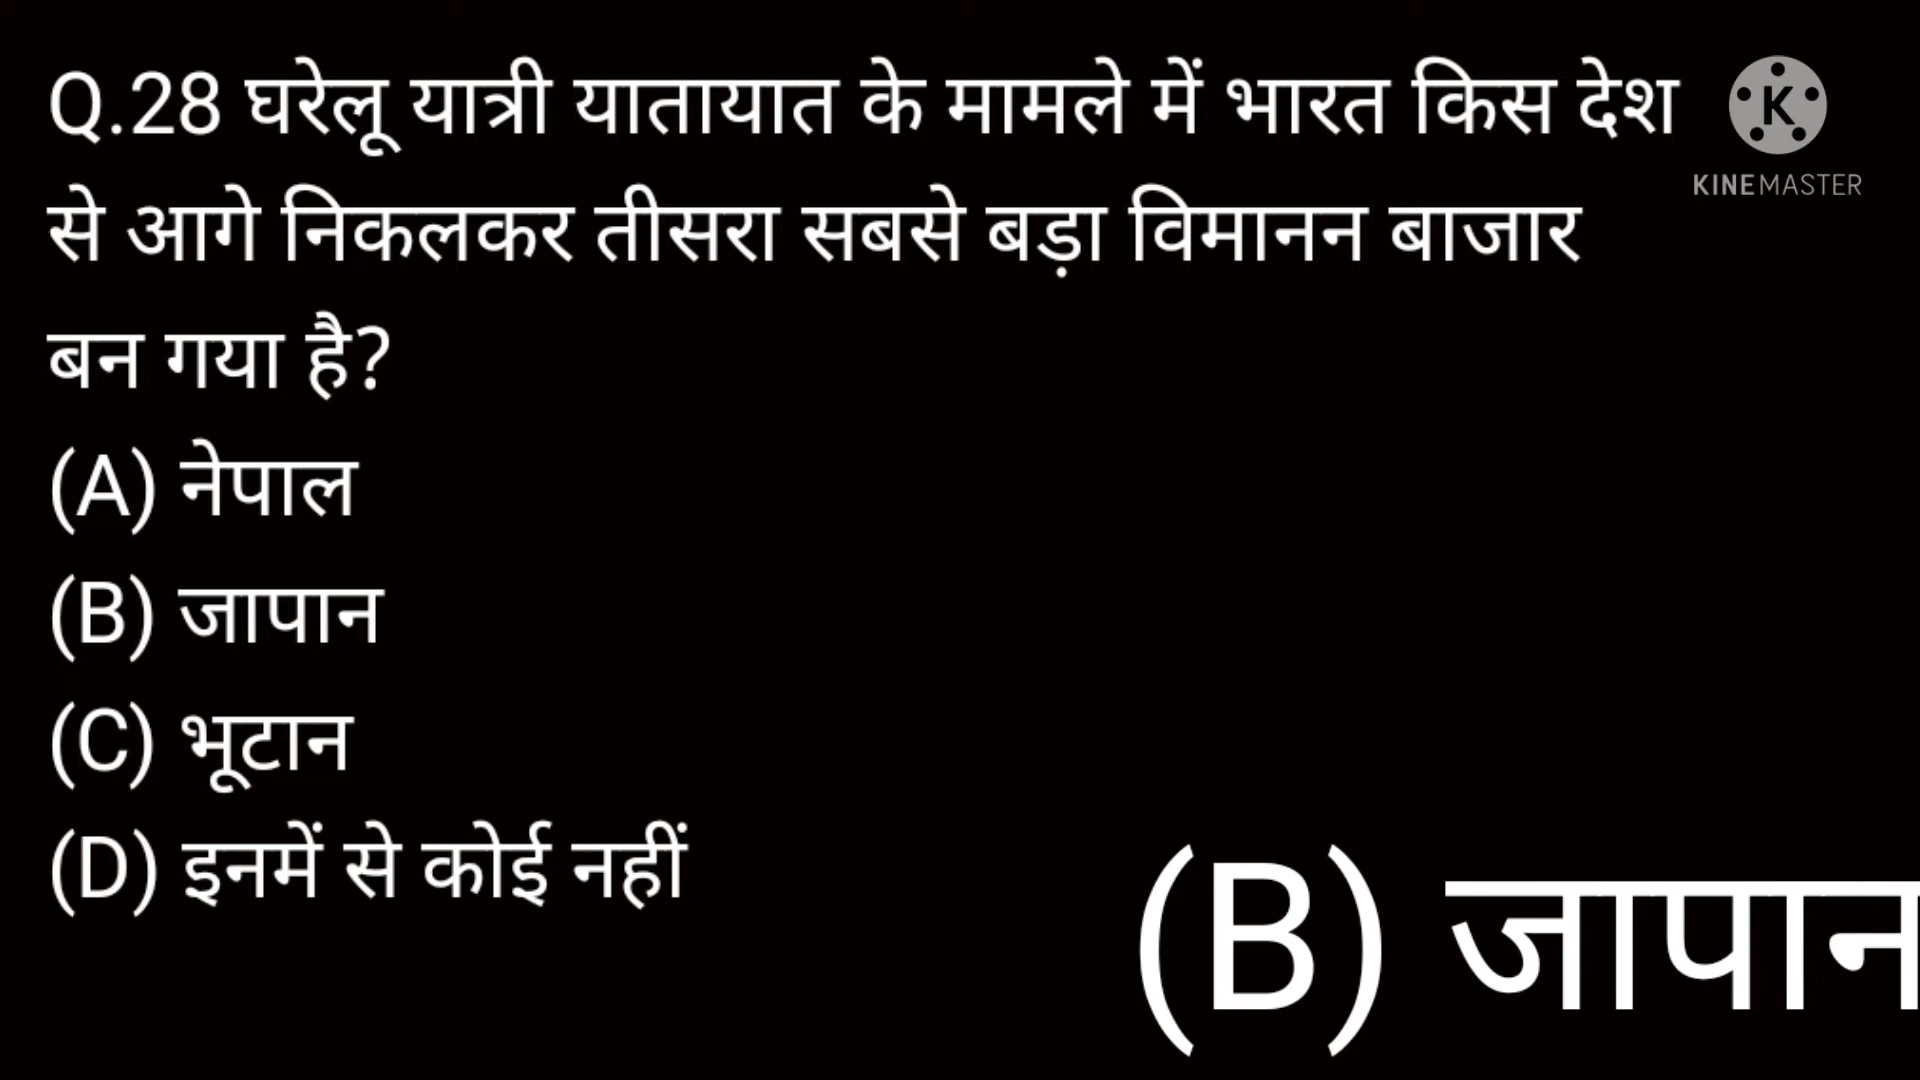 Q.28 घरेलू यात्री यातायात के मामले में भारत किस देश
से आगे निकलकर तीसरा सबसे बड़ा विमानन बाजार
बन गया है?
(A) नेपाल
(B) जापान
(C) भूटान
(D) इनमें से कोई नहीं
(B) जापान
K
KINEMASTER